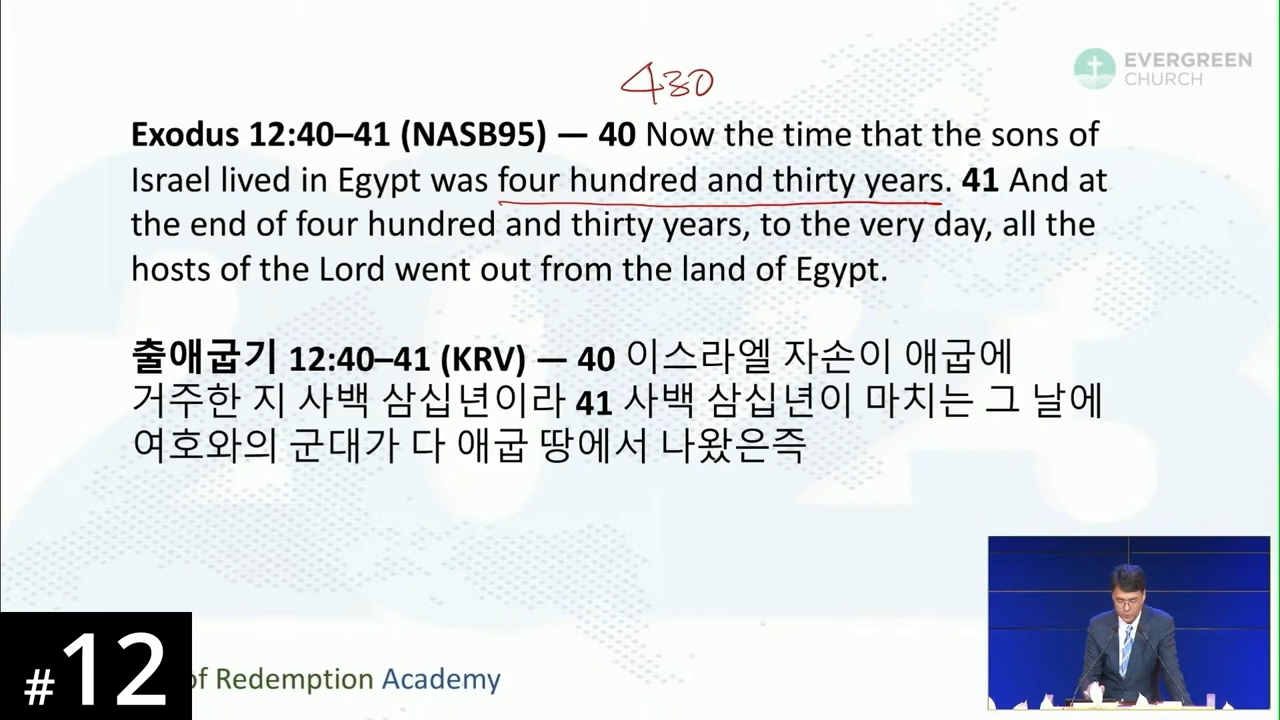 430
EVERGREEN
CHURCH
Exodus 12:40–41 (NASB95) — 40 Now the time that the sons of
Israel lived in Egypt was four hundred and thirty years. 41 And at
the end of four hundred and thirty years, to the very day, all the
hosts of the Lord went out from the land of Egypt.
출애굽기 12:40–41 (KRV) — 40 이스라엘 자손이 애굽에
거주한 지 사백 삼십년이라 41 사백 삼십년이 마치는 그 날에
여호와의 군대가 다 애굽 땅에서 나왔은즉
#12
of Redemption Academy